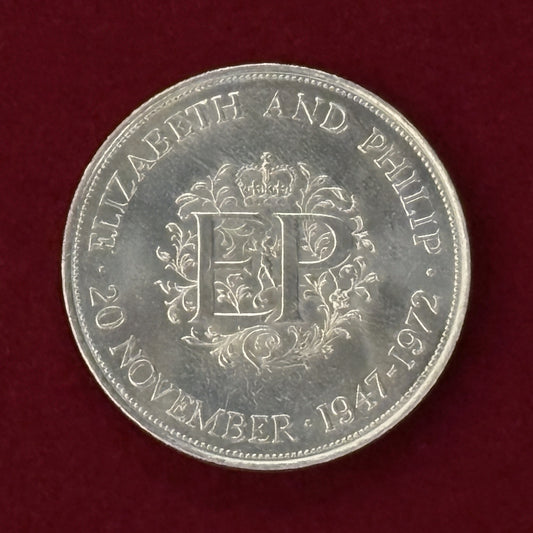 ELIZABETH AND PHILIP
· 20 NOVEMBER · 1947-1972 ·
EP